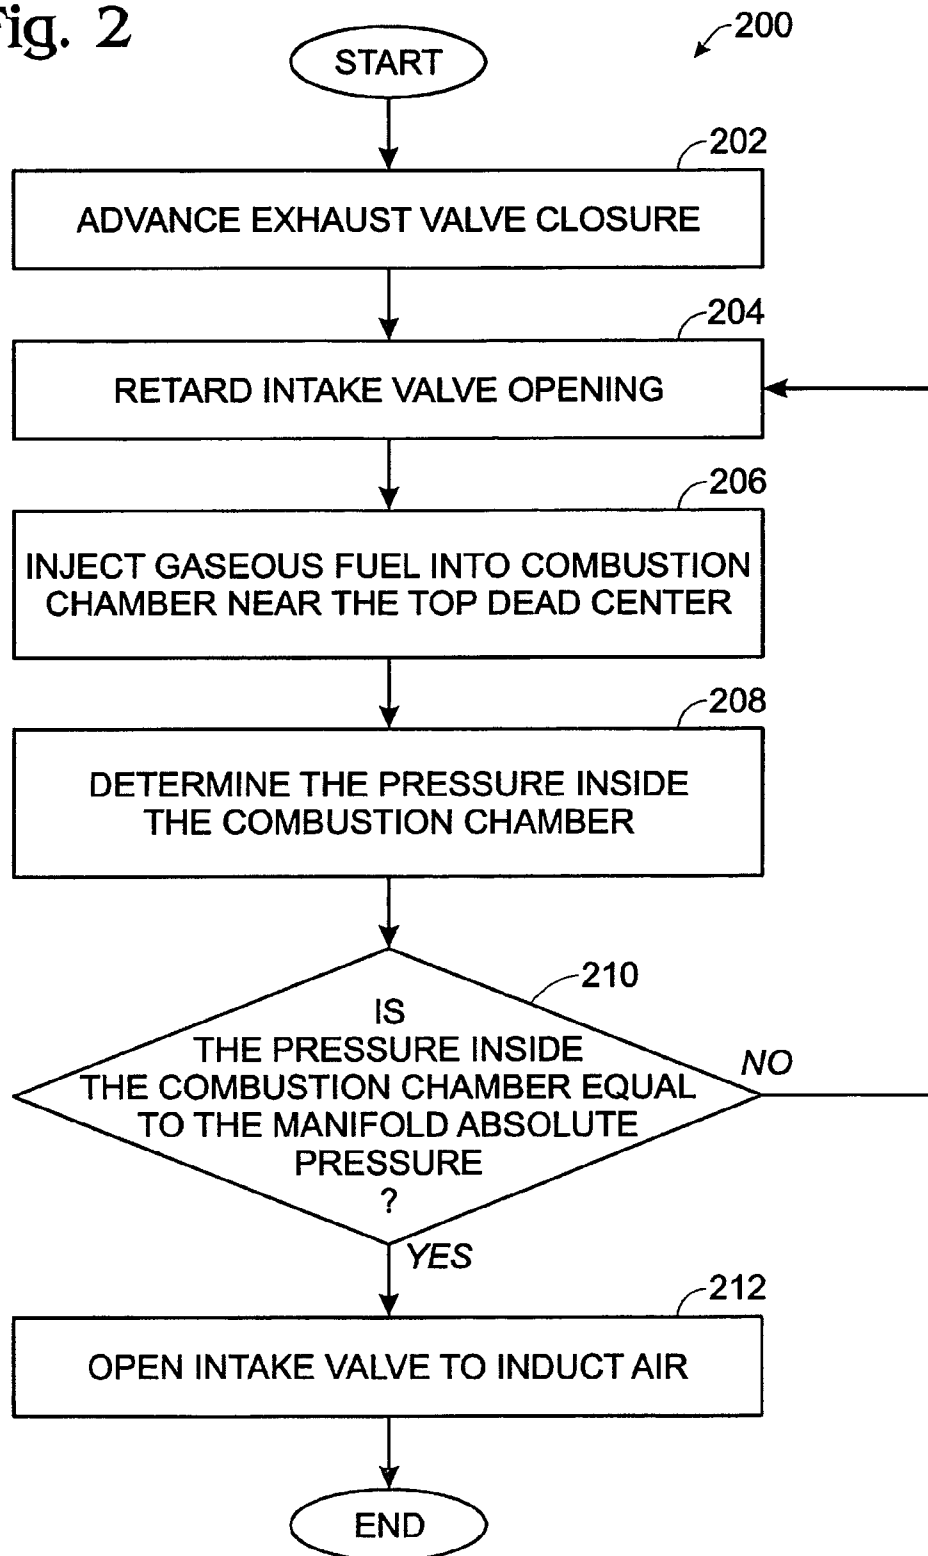 Fig. 2
200
START
202
ADVANCE EXHAUST VALVE CLOSURE
204
RETARD INTAKE VALVE OPENING
206
INJECT GASEOUS FUEL INTO COMBUSTION
CHAMBER NEAR THE TOP DEAD CENTER
208
DETERMINE THE PRESSURE INSIDE
THE COMBUSTION CHAMBER
210
IS
THE PRESSURE INSIDE
THE COMBUSTION CHAMBER EQUAL
TO THE MANIFOLD ABSOLUTE
PRESSURE
?
NO
YES
212
OPEN INTAKE VALVE TO INDUCT AIR
END